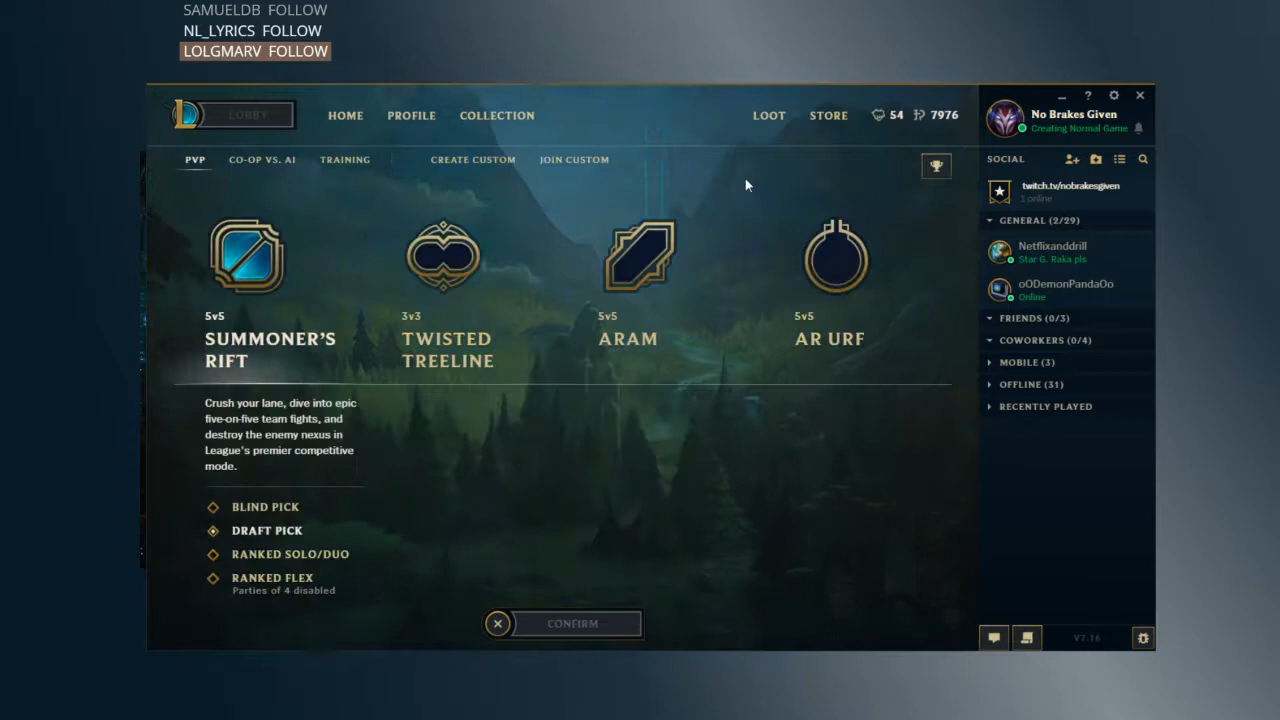 SAMUELDB FOLLOW
NL_LYRICS FOLLOW
LOLGMARV FOLLOW
LOBBY
HOME PROFILE COLLECTION
LOOT STORE 54 7976
?
No Brakes Given
Creating Normal Game
PVP CO-OP VS. AI TRAINING CREATE CUSTOM JOIN CUSTOM
SOCIAL
twitch.tv/nobrakesgiven
1 online
GENERAL (2/29)
Netflixanddrill
Star G. Raka pls
oODemonPandaOo
Online
FRIENDS (0/3)
COWORKERS (0/4)
MOBILE (3)
OFFLINE (31)
RECENTLY PLAYED
5v5
SUMMONER'S
RIFT
3v3
TWISTED
TREELINE
5v5
ARAM
5v5
AR URF
Crush your lane, dive into epic
five-on-five team fights, and
destroy the enemy nexus in
League's premier competitive
mode.
BLIND PICK
DRAFT PICK
RANKED SOLO/DUO
RANKED FLEX
Parties of 4 disabled
CONFIRM
V7.16